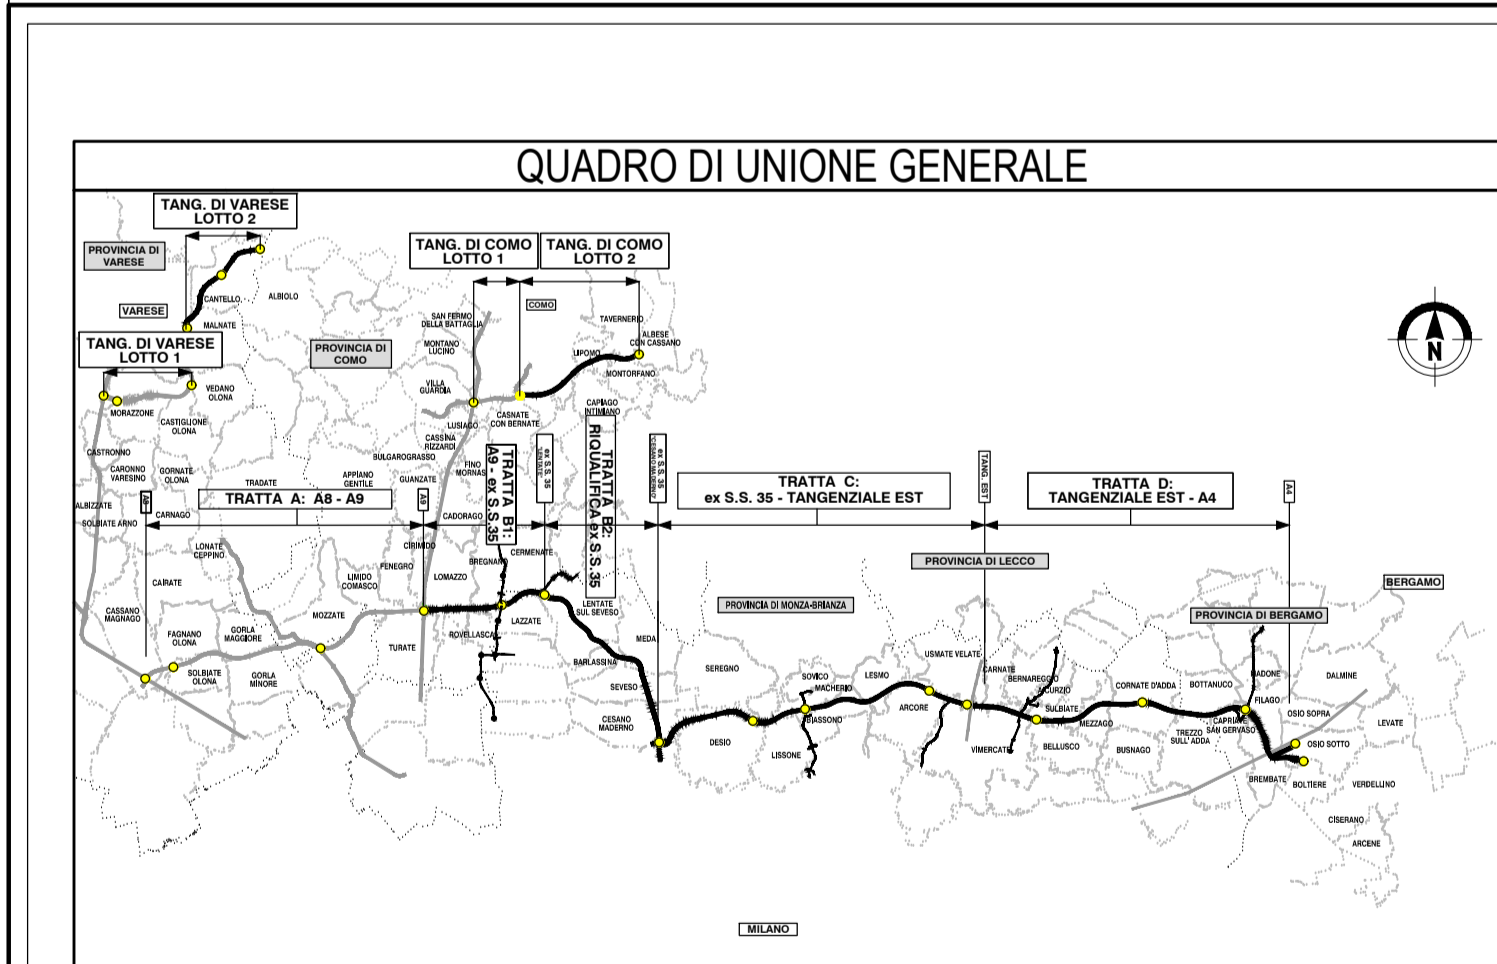 QUADRO DI UNIONE GENERALE
TANG. DI VARESE
LOTTO 2
PROVINCIA DI
VARESE
TANG. DI COMO
LOTTO 1
TANG. DI COMO
LOTTO 2
CANTELLO
ALBIOLO
VARESE
MALNATE
COMO
SAN FERMO
DELLA BATTAGLIA
TAVERNERIO
TANG. DI VARESE
LOTTO 1
PROVINCIA DI
COMO
MONTANO
LUCINO
ALBESE
CON CASSANO
LIPOMO
MONTORFANO
N
VEDANO
OLONA
VILLA
GUARDIA
MORAZZONE
CASTIGLIONE
OLONA
LUSIAGO
CASNATE
CON BERNATE
CAPIAGO
INTIMIANO
CASSINA
RIZZARDI
CASTRONNO
CARONNO
VARESINO
GORNATE
OLONA
TRADATE
APPIANO
GENTILE
BULGAROGRASSO
GUANZATE
FINO
MORNAS
TRATTA B1:
A9 - ex S.S.35
ex S.S. 35
"LENTATE"
TRATTA B2:
RIQUALIFICA ex S.S.35
ex S.S. 35
"CESANO MADERNO"
TRATTA C:
ex S.S. 35 - TANGENZIALE EST
TANG. EST
TRATTA D:
TANGENZIALE EST - A4
A4
A8
TRATTA A: A8 - A9
A9
ALBIZZATE
SOLBIATE ARNO
CARNAGO
CADORAGO
LONATE
CEPPINO
CIRIMIDO
FENEGRO
BREGNANO
CERMENATE
PROVINCIA DI LECCO
CAIRATE
LIMIDO
COMASCO
LOMAZZO
BERGAMO
CASSANO
MAGNAGO
MOZZATE
LAZZATE
LENTATE
SUL SEVESO
PROVINCIA DI MONZA-BRIANZA
PROVINCIA DI BERGAMO
FAGNANO
OLONA
GORLA
MAGGIORE
TURATE
ROVELLASCA
MEDA
SOLBIATE
OLONA
GORLA
MINORE
BARLASSINA
SEREGNO
SOVICO
MACHERIO
LESMO
USMATE VELATE
CARNATE
BERNAREGGIO
AICURZIO
CORNATE D'ADDA
BOTTANUCO
MADONE
DALMINE
SEVESO
CESANO
MADERNO
DESIO
BIASSONO
LISSONE
ARCORE
SULBIATE
MEZZAGO
VIMERCATE
BELLUSCO
BUSNAGO
TREZZO
SULL' ADDA
CAPRIATE
SAN GERVASO
FILAGO
OSIO SOPRA
LEVATE
OSIO SOTTO
BREMBATE
BOLTIERE
VERDELLINO
CISERANO
ARCENE
MILANO